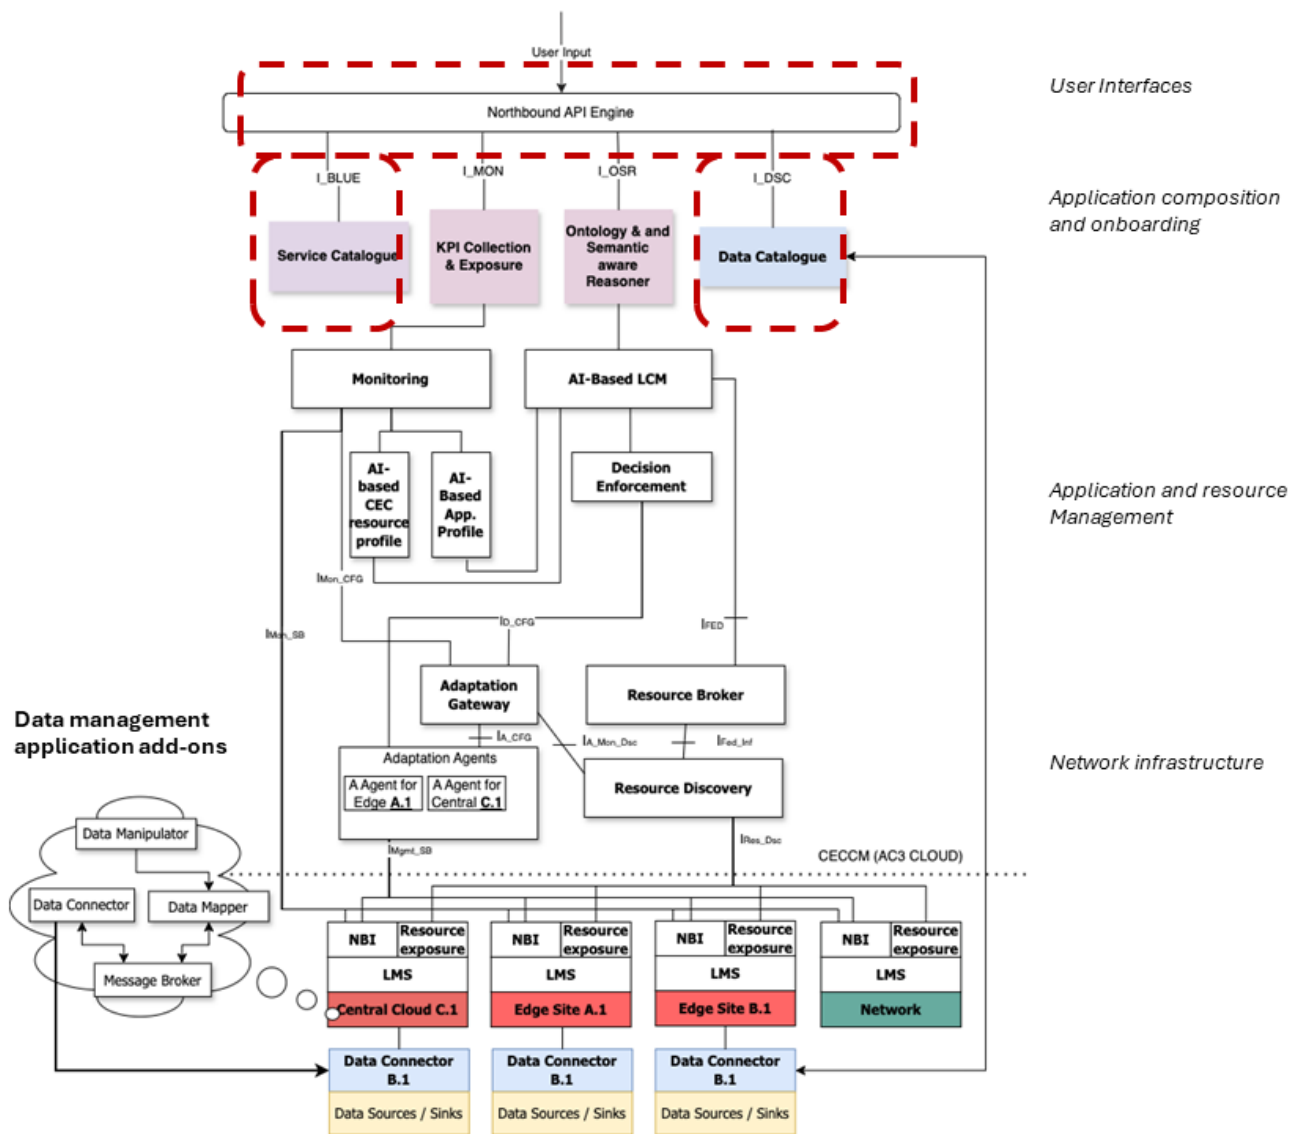 User Input
User Interfaces
Northbound API Engine
I_BLUE
I_MON
I_OSR
I_DSC
Application composition
and onboarding
Service Catalogue
KPI Collection
& Exposure
Ontology & and
Semantic
aware
Reasoner
Data Catalogue
Monitoring
AI-Based LCM
AI-
based
CEC
resource
profile
AI-
Based
App.
Profile
Decision
Enforcement
Application and resource
Management
IMon_CFG
ID_CFG
IMon_SB
IFED
Adaptation
Gateway
Resource Broker
Data management
application add-ons
IA_CFG
IA_Mon_Dsc
IFed_Inf
Adaptation Agents
A Agent for
Edge A.1
A Agent for
Central C.1
Resource Discovery
Network infrastructure
IMgmt_SB
IRes_Dsc
CECCM (AC3 CLOUD)
Data Manipulator
Data Connector
Data Mapper
Message Broker
NBI
Resource
exposure
LMS
Central Cloud C.1
NBI
Resource
exposure
LMS
Edge Site A.1
NBI
Resource
exposure
LMS
Edge Site B.1
NBI
Resource
exposure
LMS
Network
Data Connector
B.1
Data Sources / Sinks
Data Connector
B.1
Data Sources / Sinks
Data Connector
B.1
Data Sources / Sinks